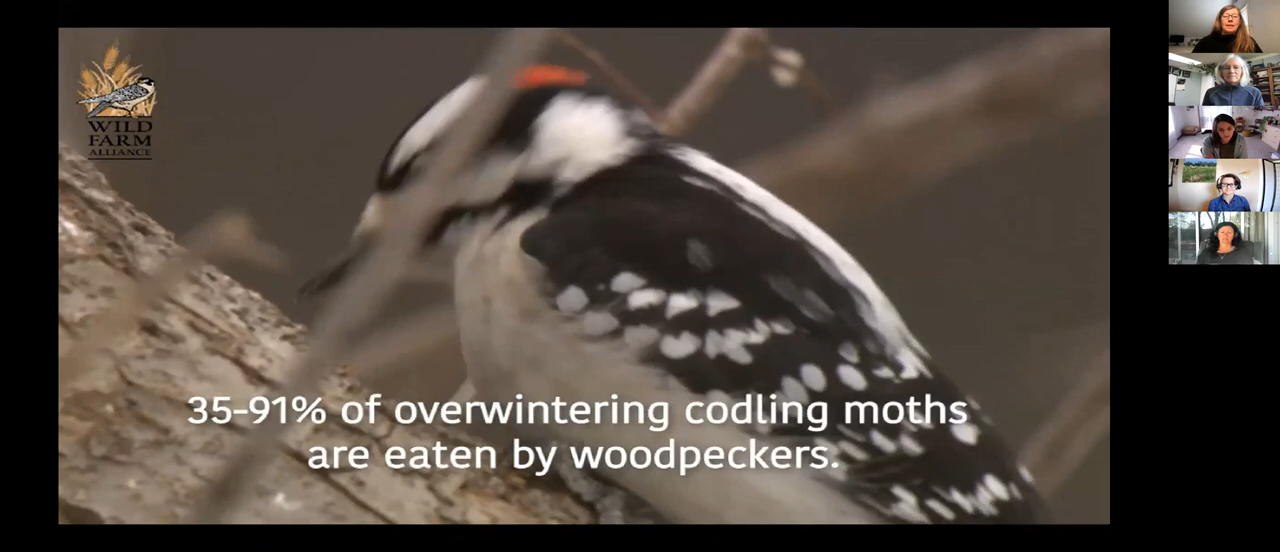 WILD
FARM
ALLIANCE
35-91% of overwintering codling moths
are eaten by woodpeckers.